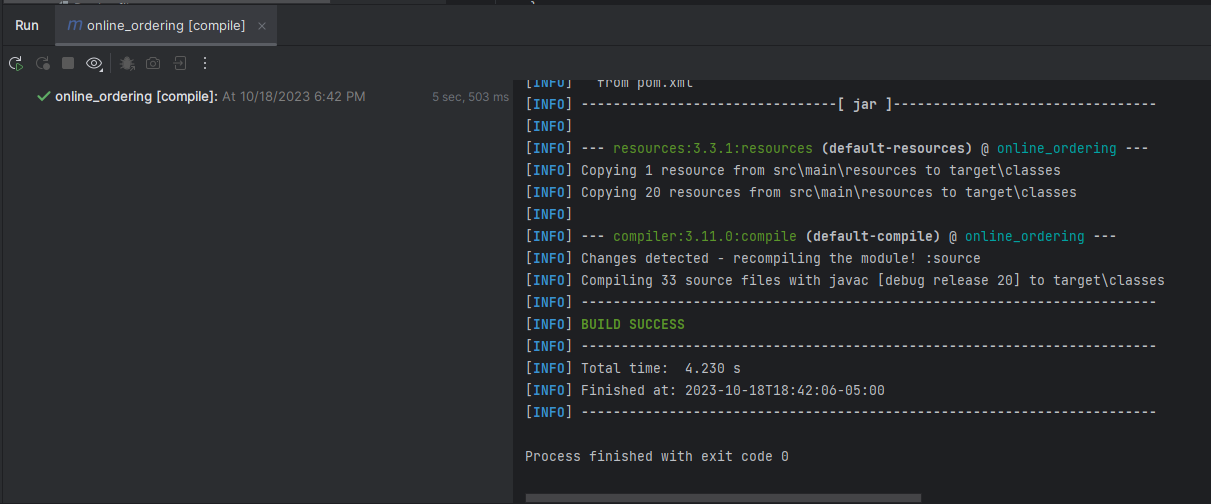 Run
m online_ordering [compile] ×
online_ordering [compile]: At 10/18/2023 6:42 PM 5 sec, 503 ms
[INFO]   from pom.xml
[INFO] --------------------------------[ jar ]---------------------------------
[INFO]
[INFO] --- resources:3.3.1:resources (default-resources) @ online_ordering ---
[INFO] Copying 1 resource from src\main\resources to target\classes
[INFO] Copying 20 resources from src\main\resources to target\classes
[INFO]
[INFO] --- compiler:3.11.0:compile (default-compile) @ online_ordering ---
[INFO] Changes detected - recompiling the module! :source
[INFO] Compiling 33 source files with javac [debug release 20] to target\classes
[INFO] ------------------------------------------------------------------------
[INFO] BUILD SUCCESS
[INFO] ------------------------------------------------------------------------
[INFO] Total time:  4.230 s
[INFO] Finished at: 2023-10-18T18:42:06-05:00
[INFO] ------------------------------------------------------------------------
Process finished with exit code 0